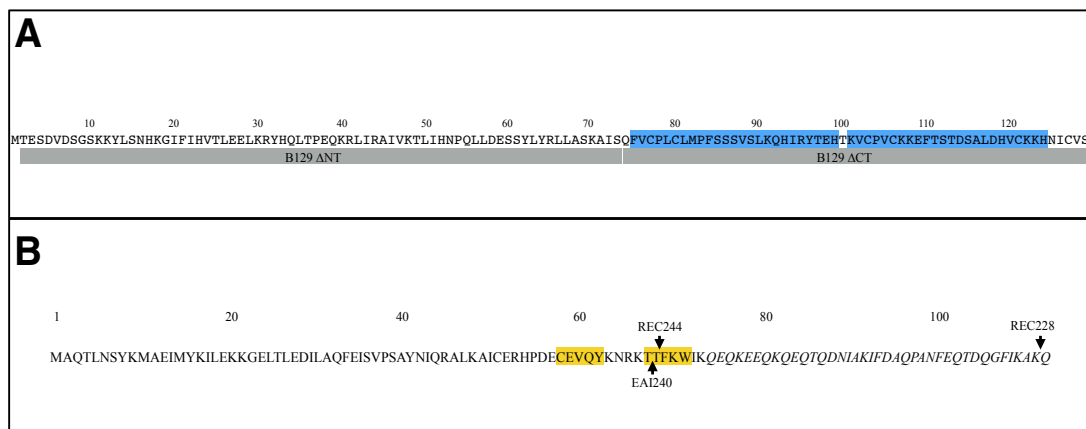 A
10 20 30 40 50 60 70 80 90 100 110 120
MTESDVDSGSKKYLSNHKGIFIHVTLEELKRYHQLTPEQKRLIRAIVKTLIHNPQLLDESSYLYRLLASKAISQFVCPLCLMPFSSSVSLKQHIRYTEHTKVCPVCKKEFTSTDSALDHVCKKHNICVS
B129 ΔNT B129 ΔCT
B
1 20 40 60 80 100
REC244 REC228
MAQTLNSYKMAEIMYKILEKKGELTLEDILAQFEISVPSAYNIQRALKAICERHPDECEVQYKNRKTTFKWIKQEQKEEQKQEQTQDNIAKIFDAQPANFEQTDQGFIKAKQ
EAI240